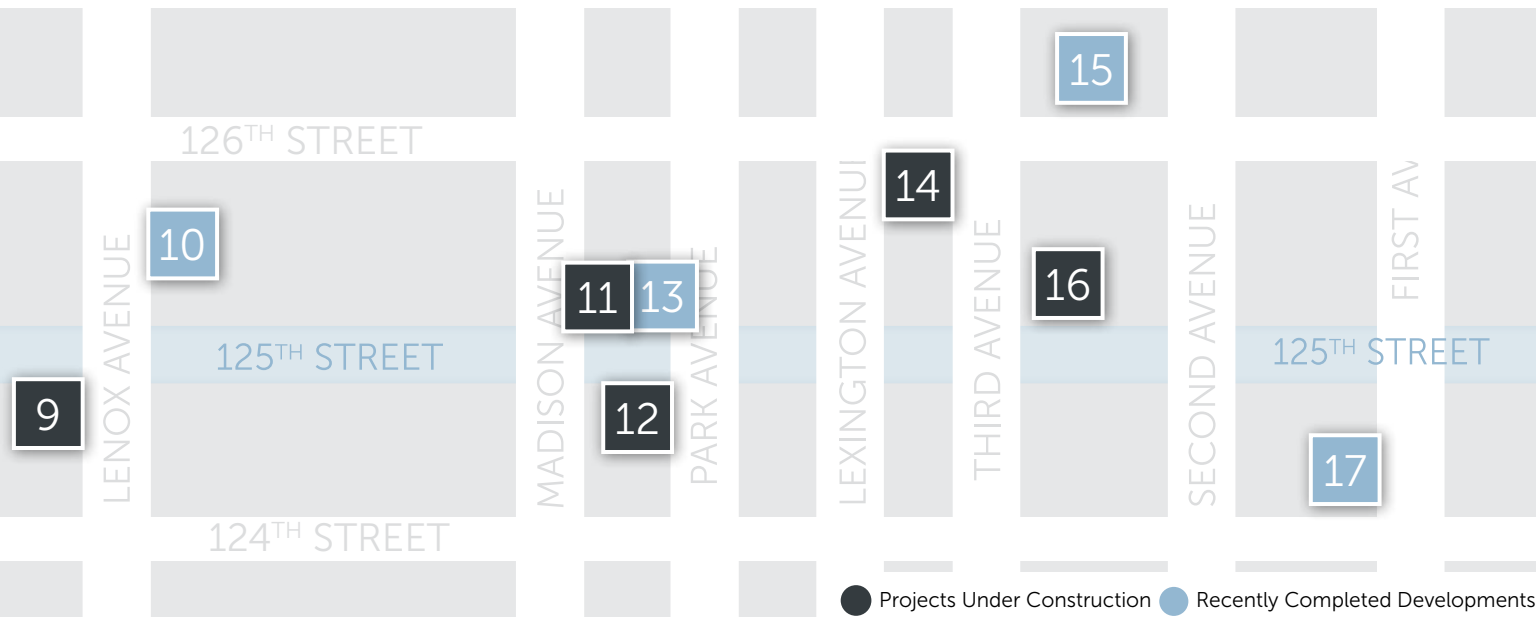 15
126TH STREET
14
10
11
13
16
125TH STREET
125TH STREET
9
12
17
LENOX AVENUE
MADISON AVENUE
PARK AVENUE
LEXINGTON AVENUE
THIRD AVENUE
SECOND AVENUE
FIRST AV
124TH STREET
Projects Under Construction
Recently Completed Developments